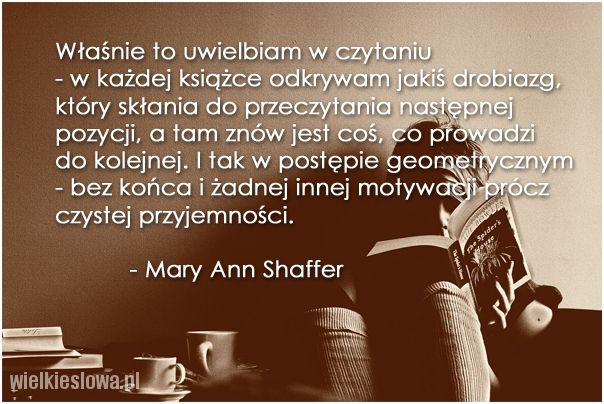 Właśnie to uwielbiam w czytaniu
- w każdej książce odkrywam jakiś drobiazg,
który skłania do przeczytania następnej
pozycji, a tam znów jest coś, co prowadzi
do kolejnej. I tak w postępie geometrycznym
- bez końca i żadnej innej motywacji prócz
czystej przyjemności.
- Mary Ann Shaffer
The Spider's
House
wielkieslowa.pl